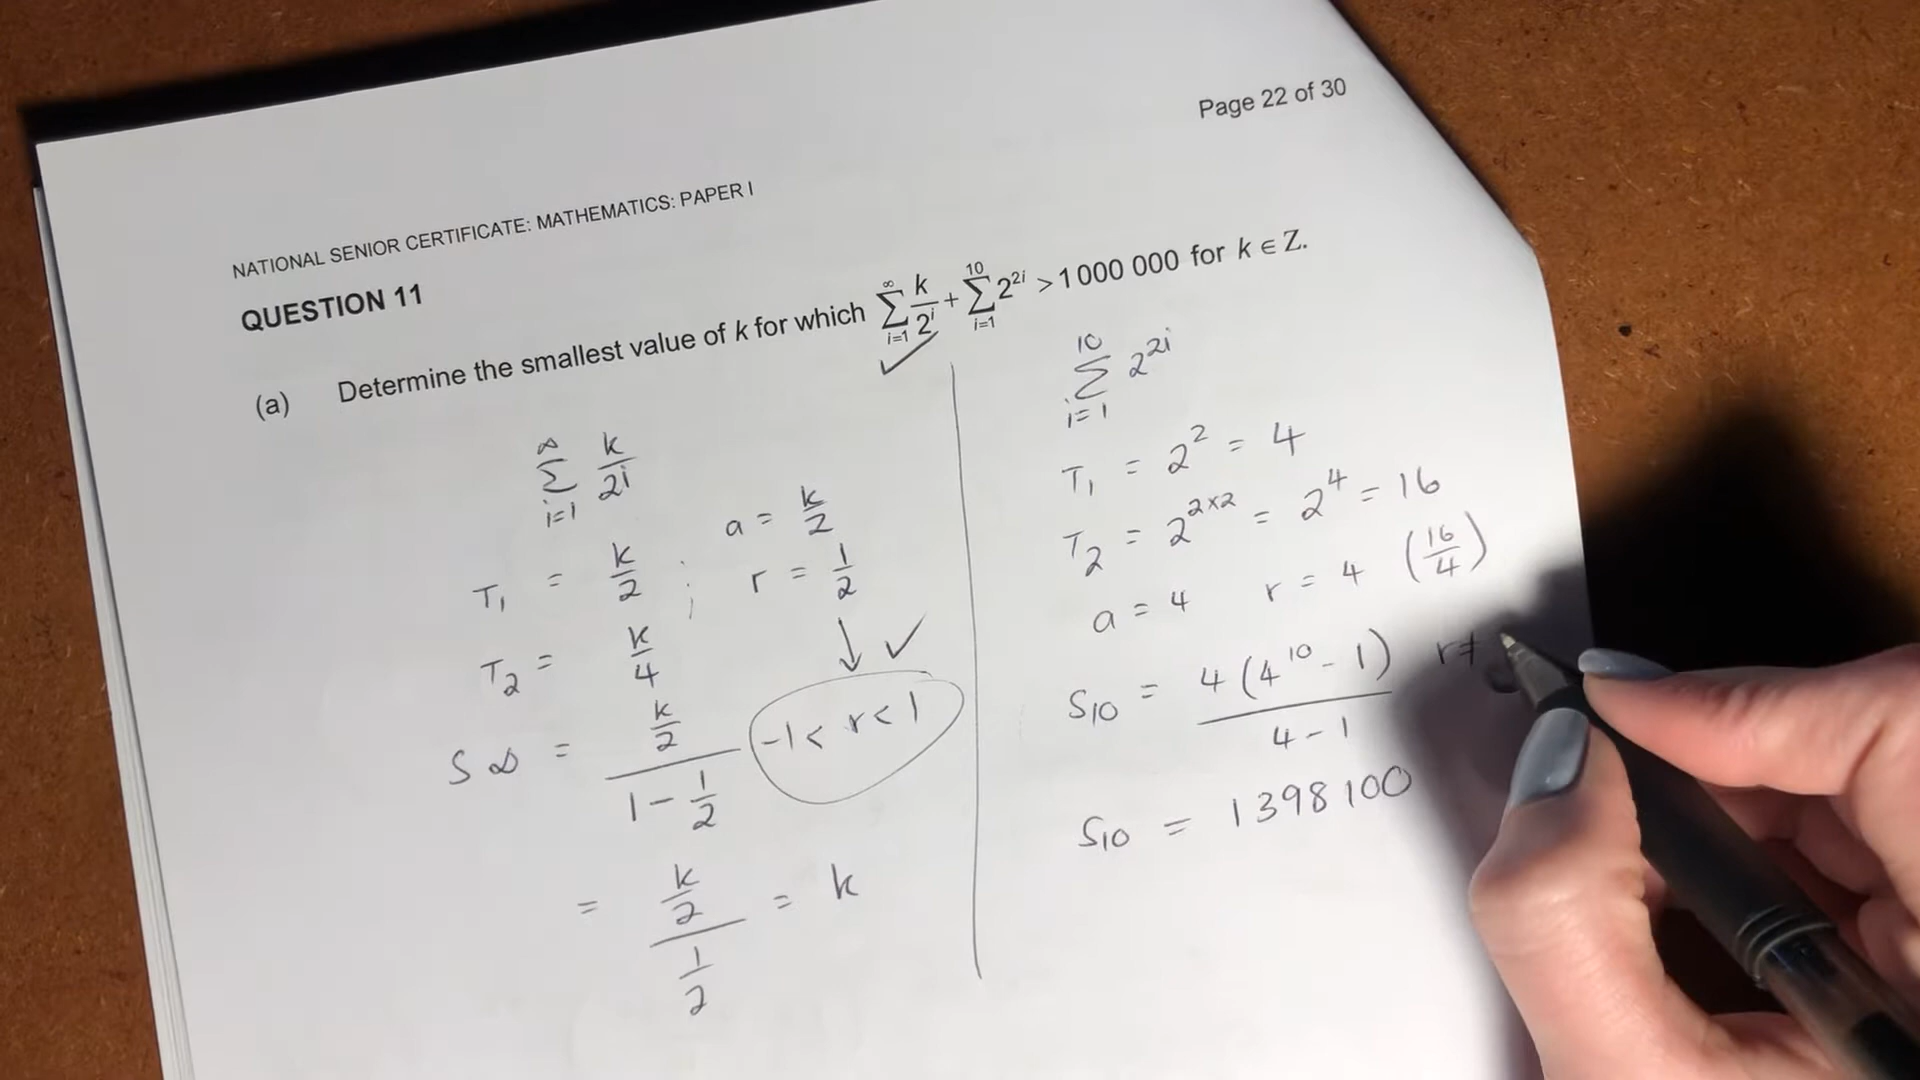 Page 22 of 30
NATIONAL SENIOR CERTIFICATE: MATHEMATICS: PAPER I
QUESTION 11
(a) Determine the smallest value of k for which ∑_{i=1}^{∞} k/2^i + ∑_{i=1}^{10} 2^{2i} > 1 000 000 for k ∈ ℤ.
✓
∑_{i=1}^{∞} k/2i
T₁ = k/2 ; a = k/2
r = 1/2
T₂ = k/4
↓ ✓
S∞ = (k/2)/(1 - 1/2) -1 < r < 1
= (k/2)/(1/2) = k
∑_{i=1}^{10} 2^{2i}
T₁ = 2² = 4
T₂ = 2^{2×2} = 2⁴ = 16
a = 4 r = 4 (16/4)
S₁₀ = 4(4¹⁰ - 1)/(4 - 1) r ≠
S₁₀ = 1398100